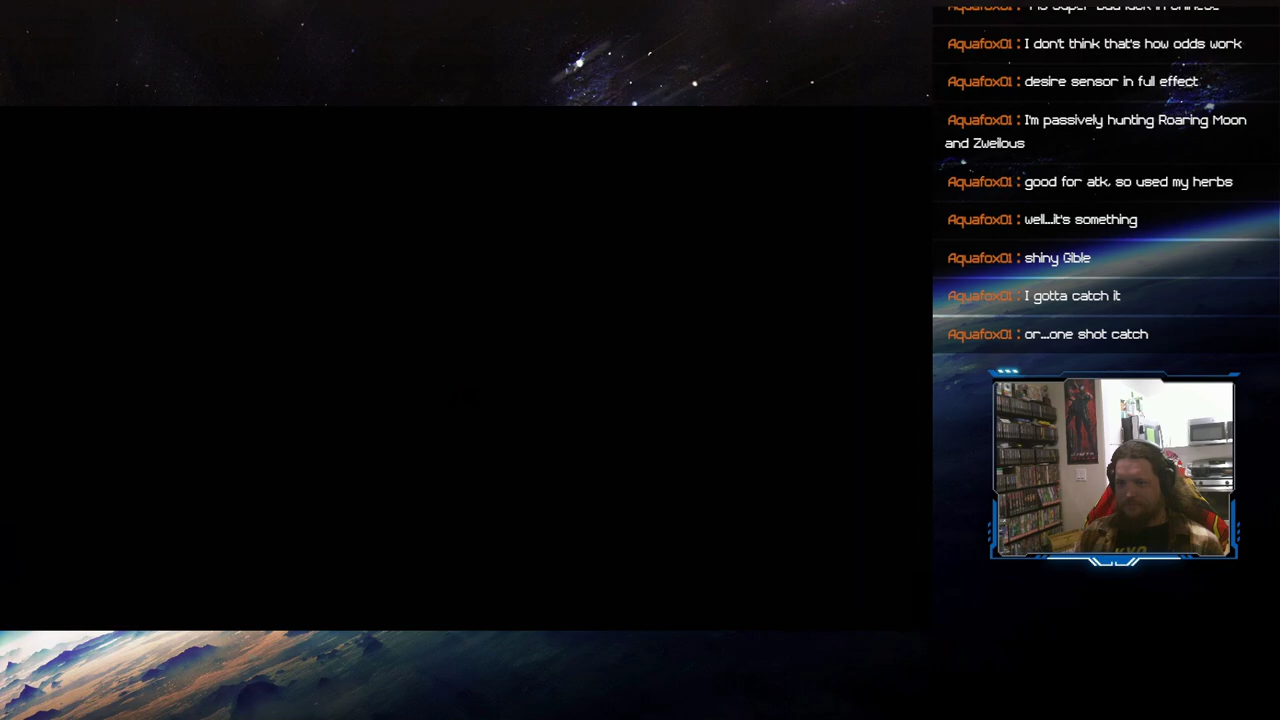 Aquafox01 : I don't think that's how odds work
Aquafox01 : desire sensor in full effect
Aquafox01 : I'm passively hunting Roaring Moon
and Zweilous
Aquafox01 : good for atk, so used my herbs
Aquafox01 : well...it's something
Aquafox01 : shiny Gible
Aquafox01 : I gotta catch it
Aquafox01 : or...one shot catch